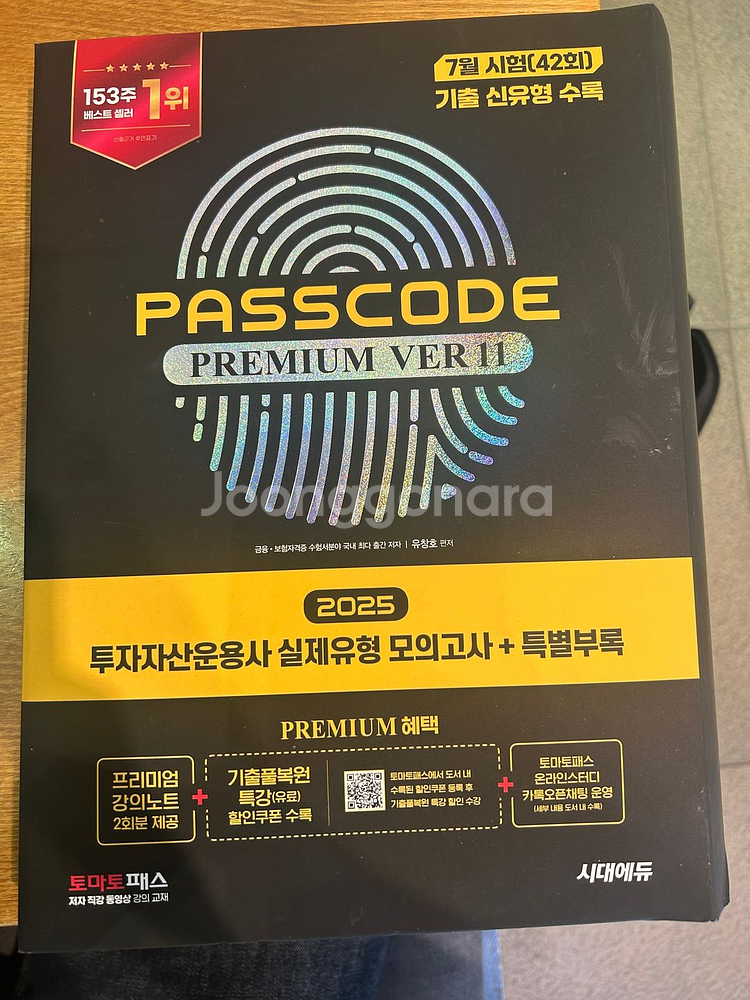 153주
베스트 셀러
1위
산출근거 후면표기
7월 시험(42회)
기출 신유형 수록
PASSCODE
PREMIUM VER 11
Joonggonara
금융·보험자격증 수험서분야 국내 최다 출간 저자 | 유창호 편저
2025
투자자산운용사 실제유형 모의고사 + 특별부록
PREMIUM 혜택
프리미엄
강의노트
2회분 제공
+
기출풀복원
특강(유료)
할인쿠폰 수록
토마토패스에서 도서 내
수록된 할인쿠폰 등록 후
기출풀복원 특강 할인 수강
+
토마토패스
온라인스터디
카톡오픈채팅 운영
(세부 내용 도서 내 수록)
토마토패스
저자 직강 동영상 강의 교재
시대에듀